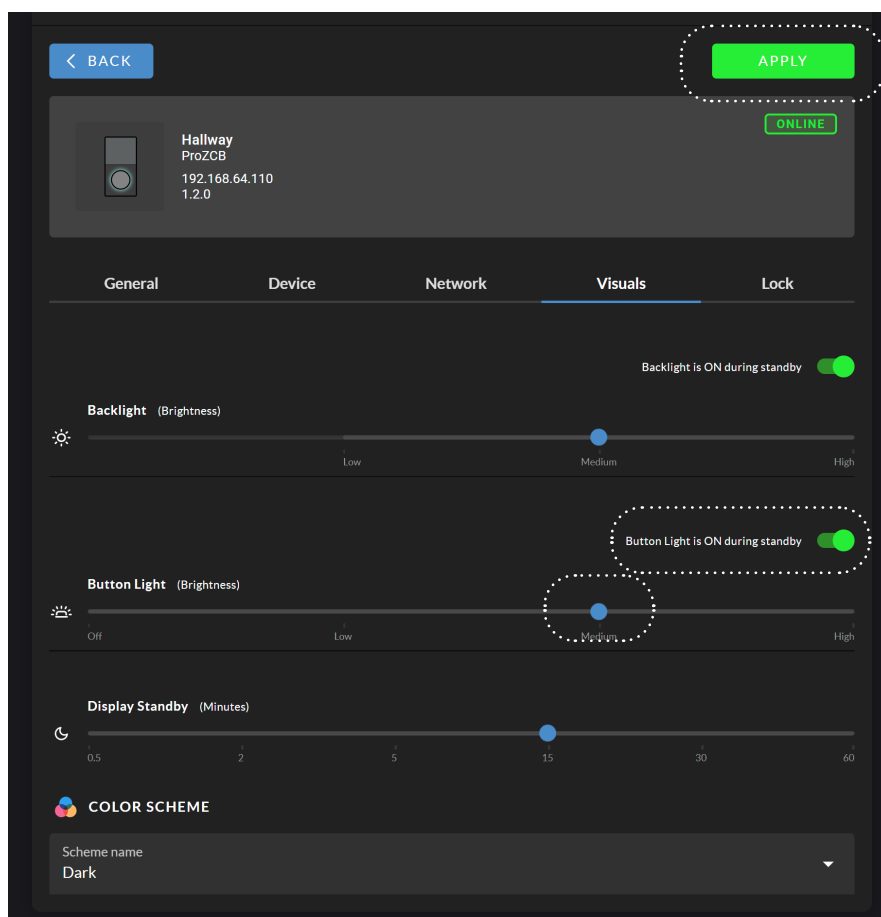 BACK
APPLY
ONLINE
Hallway
ProZCB
192.168.64.110
1.2.0
General Device Network Visuals Lock
Backlight is ON during standby
Backlight (Brightness)
Low Medium High
Button Light is ON during standby
Button Light (Brightness)
Off Low Medium High
Display Standby (Minutes)
0.5 2 5 15 30 60
COLOR SCHEME
Scheme name
Dark